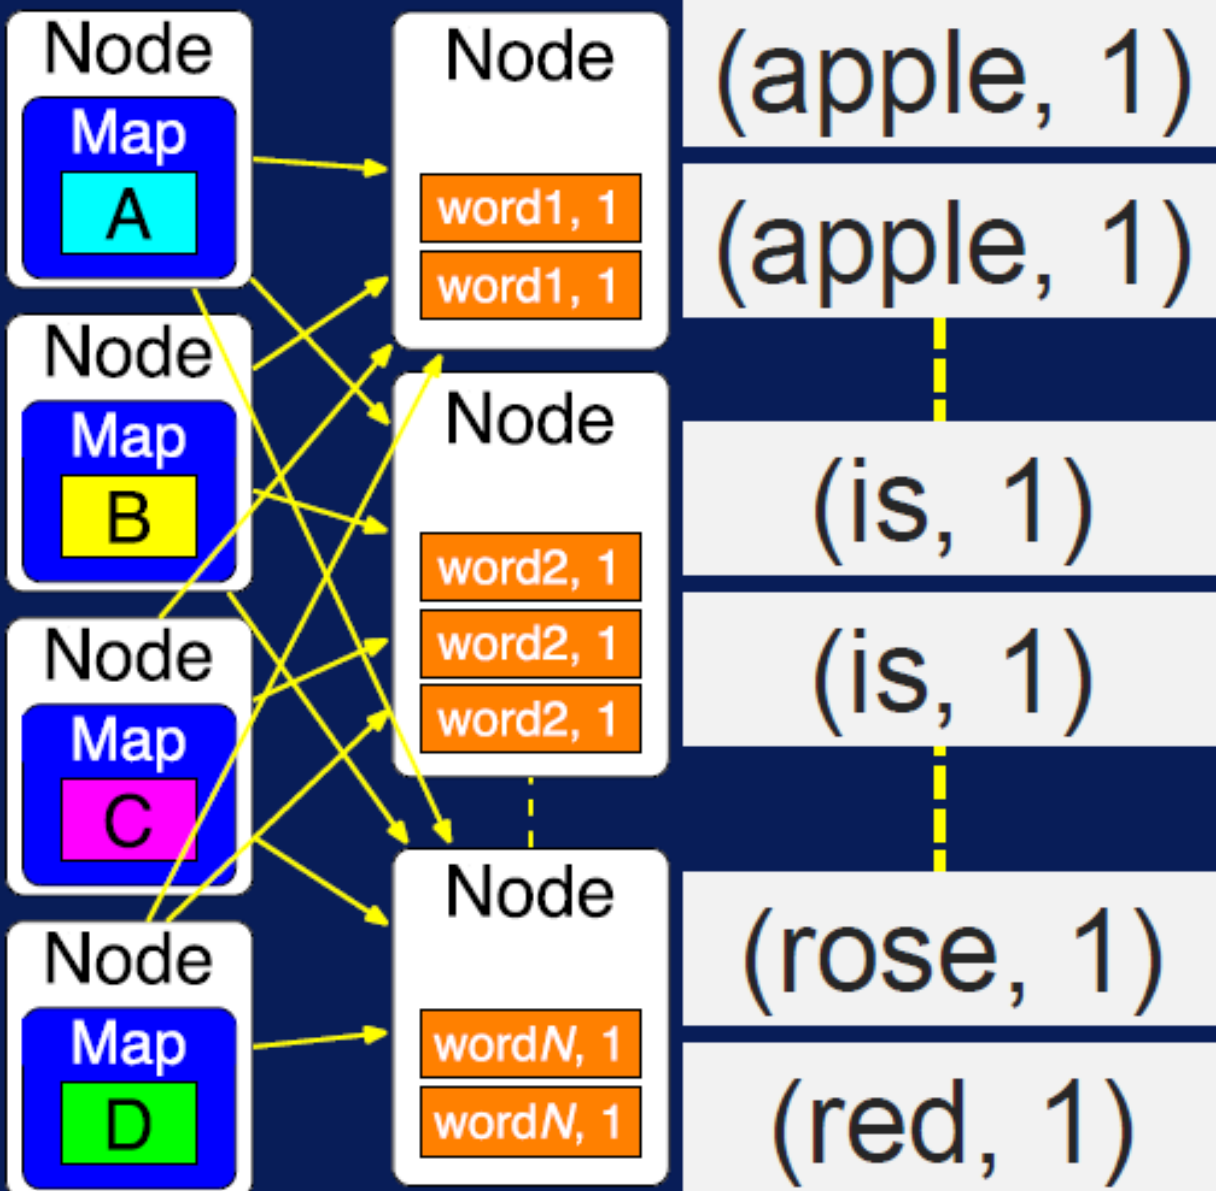 Node
Map
A
Node
Map
B
Node
Map
C
Node
Map
D
Node
word1, 1
word1, 1
Node
word2, 1
word2, 1
word2, 1
Node
wordN, 1
wordN, 1
(apple, 1)
(apple, 1)
(is, 1)
(is, 1)
(rose, 1)
(red, 1)